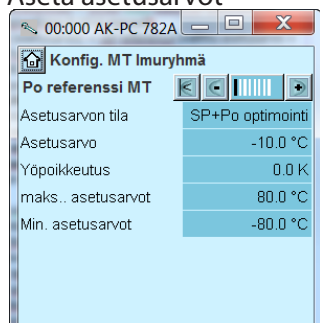 Aseta asetusarvot
00:000 AK-PC 782A
Konfig. MT Imuryhmä
Po referenssi MT
Asetusarvon tila SP+Po optimointi
Asetusarvo -10.0 °C
Yöpoikkeutus 0.0 K
maks.. asetusarvot 80.0 °C
Min. asetusarvot -80.0 °C